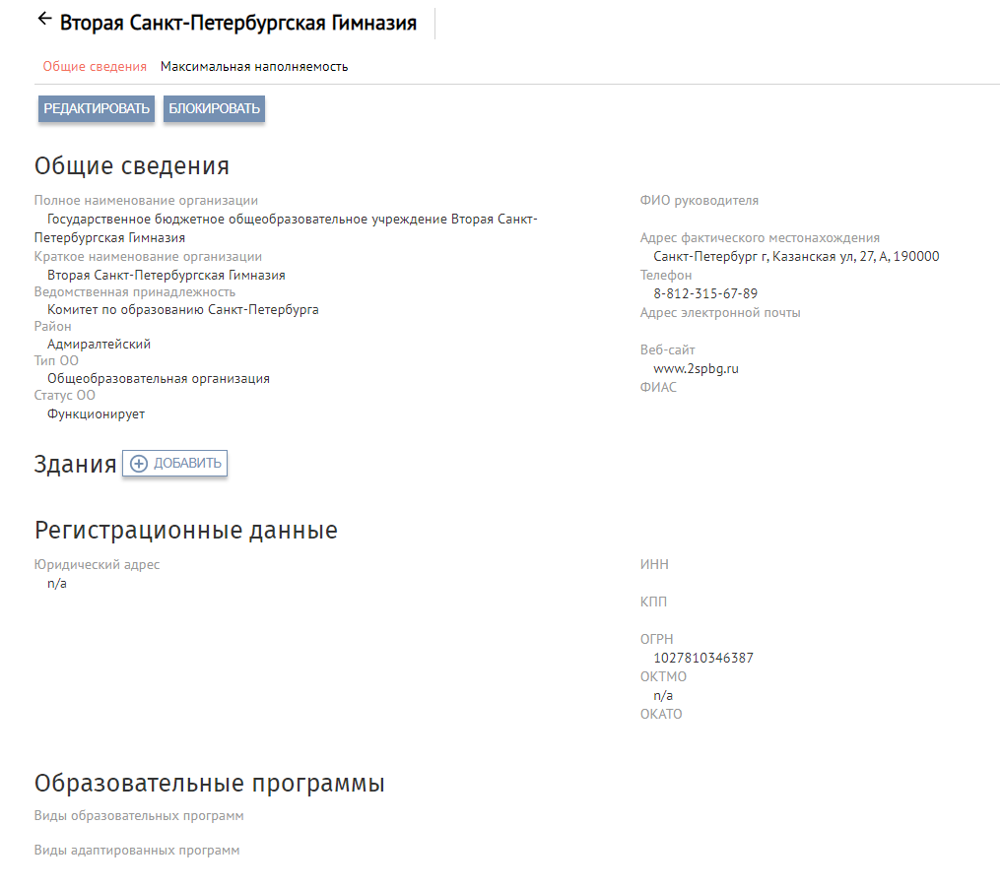 Вторая Санкт-Петербургская Гимназия
Общие сведения Максимальная наполняемость
РЕДАКТИРОВАТЬ БЛОКИРОВАТЬ
Общие сведения
Полное наименование организации
Государственное бюджетное общеобразовательное учреждение Вторая Санкт-
Петербургская Гимназия
Краткое наименование организации
Вторая Санкт-Петербургская Гимназия
Ведомственная принадлежность
Комитет по образованию Санкт-Петербурга
Район
Адмиралтейский
Тип ОО
Общеобразовательная организация
Статус ОО
Функционирует
ФИО руководителя
Адрес фактического местонахождения
Санкт-Петербург г, Казанская ул, 27, А, 190000
Телефон
8-812-315-67-89
Адрес электронной почты
Веб-сайт
www.2spbg.ru
ФИАС
Здания ДОБАВИТЬ
Регистрационные данные
Юридический адрес
n/a
ИНН
КПП
ОГРН
1027810346387
ОКТМО
n/a
ОКАТО
Образовательные программы
Виды образовательных программ
Виды адаптированных программ